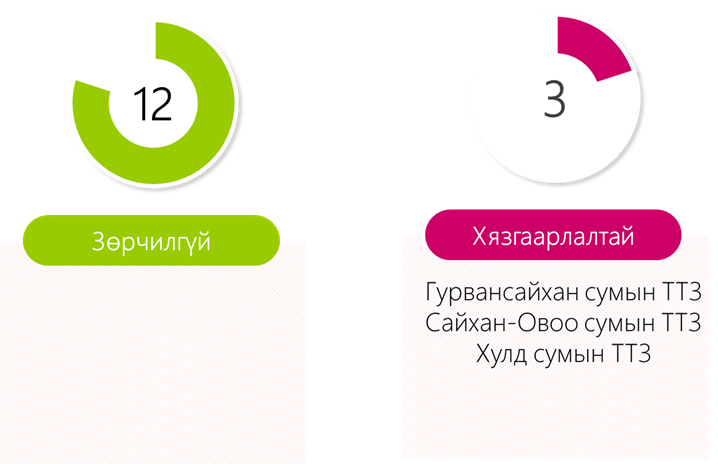 12
Зөрчилгүй
3
Хязгаарлалтай
Гурвансайхан сумын ТТЗ
Сайхан-Овоо сумын ТТЗ
Хулд сумын ТТЗ